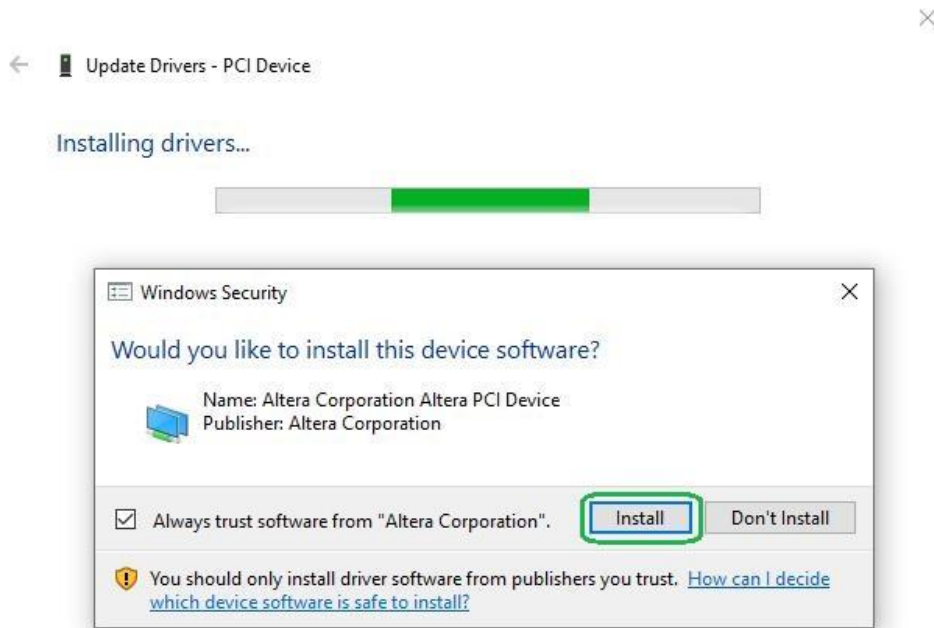 Update Drivers - PCI Device
Installing drivers...
Windows Security
Would you like to install this device software?
Name: Altera Corporation Altera PCI Device
Publisher: Altera Corporation
Always trust software from "Altera Corporation".
Install
Don't Install
You should only install driver software from publishers you trust. How can I decide
which device software is safe to install?